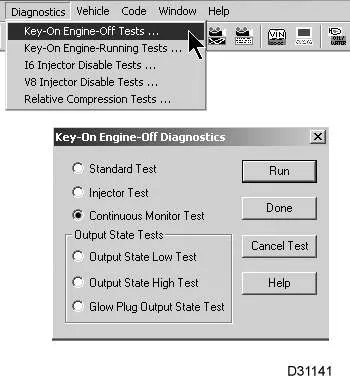 Diagnostics Vehicle Code Window Help
Key-On Engine-Off Tests ...
Key-On Engine-Running Tests ...
I6 Injector Disable Tests ...
V8 Injector Disable Tests ...
Relative Compression Tests ...
VIN
Key-On Engine-Off Diagnostics
Standard Test
Run
Injector Test
Continuous Monitor Test
Done
Output State Tests
Output State Low Test
Cancel Test
Output State High Test
Help
Glow Plug Output State Test
D31141